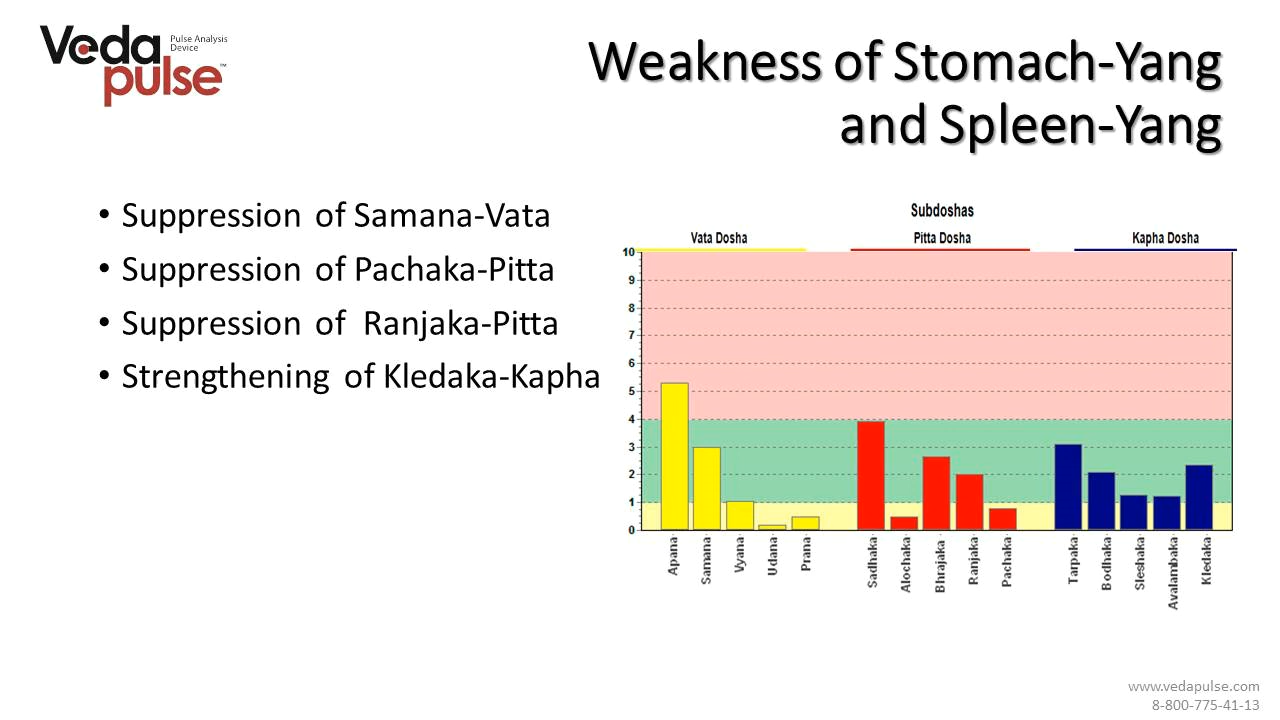 Veda
pulse™
Pulse Analysis
Device
Weakness of Stomach-Yang
and Spleen-Yang
• Suppression of Samana-Vata
• Suppression of Pachaka-Pitta
• Suppression of Ranjaka-Pitta
• Strengthening of Kledaka-Kapha
Subdoshas
Vata Dosha Pitta Dosha Kapha Dosha
10
9
8
7
6
5
4
3
2
1
0
Apana Samana Vyana Udana Prana Sadhaka Alochaka Bhrajaka Ranjaka Pachaka Tarpaka Bodhaka Sleshaka Avalambaka Kledaka
www.vedapulse.com
8-800-775-41-13